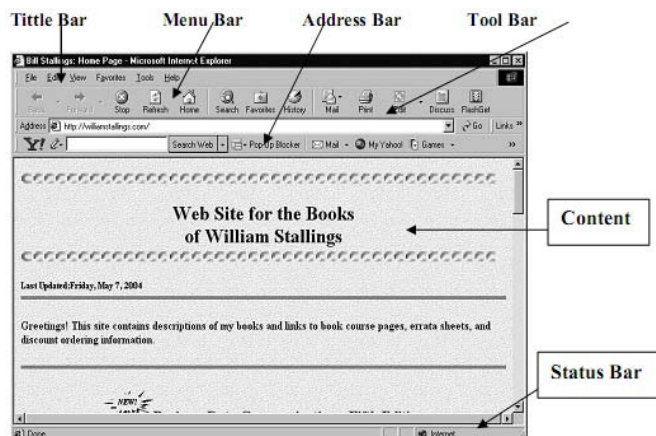 Tittle Bar Menu Bar Address Bar Tool Bar
Bill Stallings: Home Page - Microsoft Internet Explorer
File Edit View Favorites Tools Help
Back Forward Stop Refresh Home Search Favorites History Mail Print Edit Discuss FlashGet
Address http://williamstallings.com/ Go Links »
Y! Search Web Pop-Up Blocker Mail My Yahoo! Games »
Content
Web Site for the Books
of William Stallings
Last Updated:Friday, May 7, 2004
Greetings! This site contains descriptions of my books and links to book course pages, errata sheets, and
discount ordering information.
Status Bar
NEW!
Done Internet